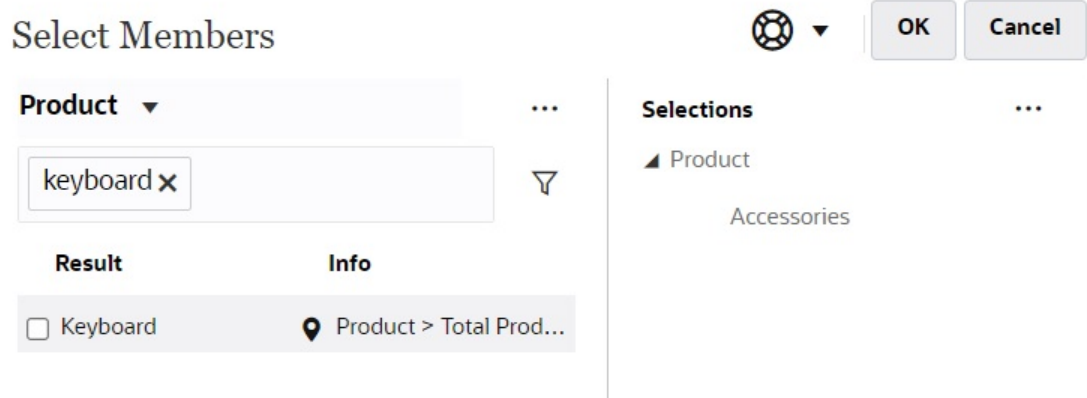 Select Members
OK
Cancel
Product
...
keyboard
Result
Info
Keyboard
Product > Total Prod...
Selections
...
Product
Accessories